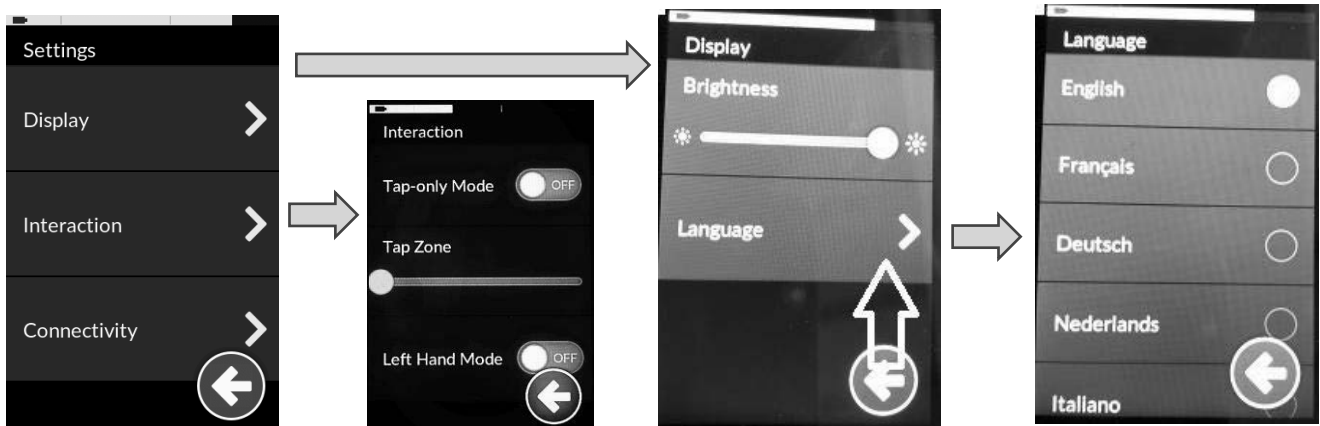 Settings
Display
Interaction
Connectivity
Interaction
Tap-only Mode
OFF
Tap Zone
Left Hand Mode
OFF
Display
Brightness
Language
Language
English
Français
Deutsch
Nederlands
Italiano